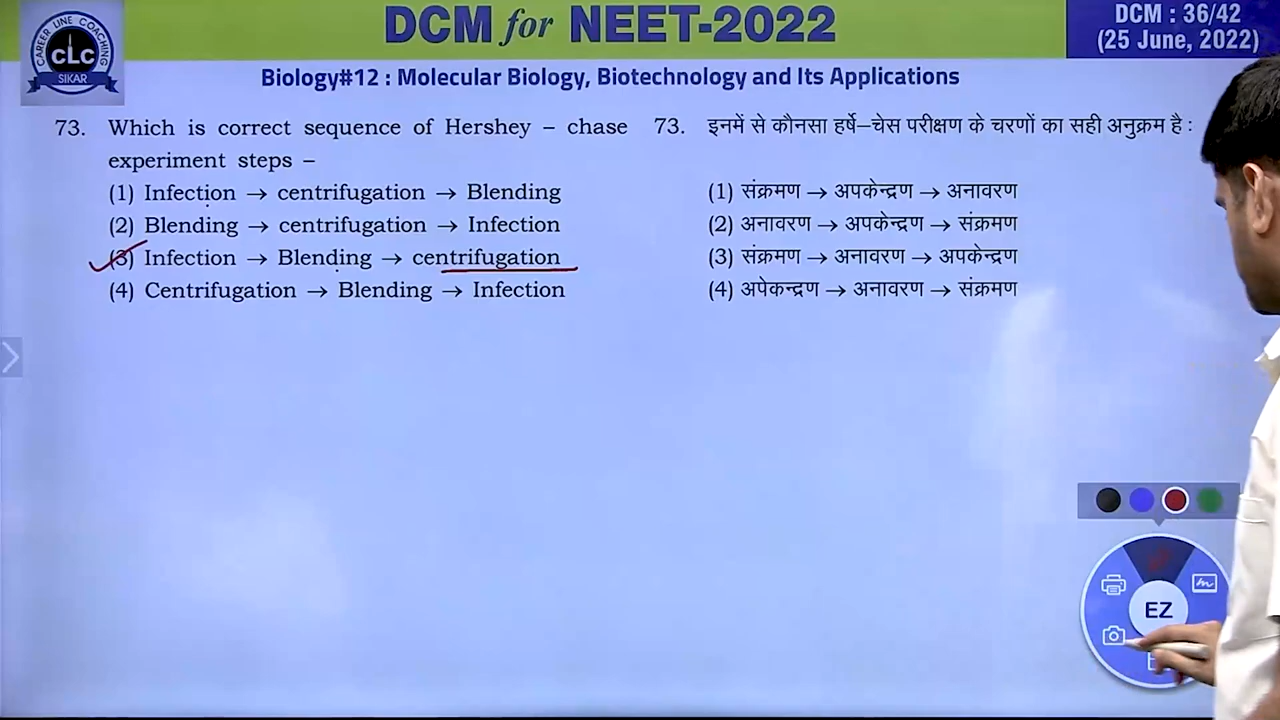 CAREER LINE COACHING
CLC
SIKAR
DCM for NEET-2022
DCM : 36/42
(25 June, 2022)
Biology#12 : Molecular Biology, Biotechnology and Its Applications
73. Which is correct sequence of Hershey – chase
experiment steps –
(1) Infection → centrifugation → Blending
(2) Blending → centrifugation → Infection
(3) Infection → Blending → centrifugation
(4) Centrifugation → Blending → Infection
73. इनमें से कौनसा हर्षे–चेस परीक्षण के चरणों का सही अनुक्रम है :
(1) संक्रमण → अपकेन्द्रण → अनावरण
(2) अनावरण → अपकेन्द्रण → संक्रमण
(3) संक्रमण → अनावरण → अपकेन्द्रण
(4) अपेकन्द्रण → अनावरण → संक्रमण
EZ